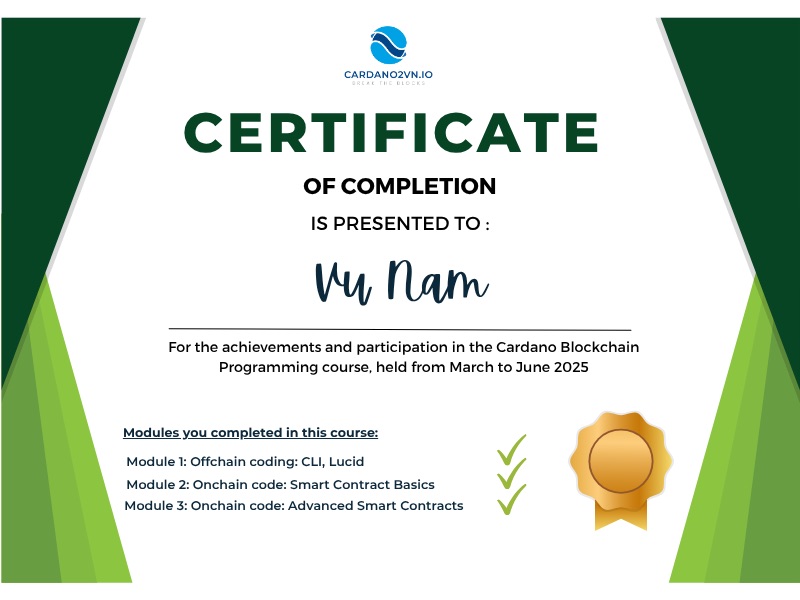 CARDANO2VN.IO
BREAK THE BLOCKS
CERTIFICATE
OF COMPLETION
IS PRESENTED TO :
Vu Nam
For the achievements and participation in the Cardano Blockchain
Programming course, held from March to June 2025
Modules you completed in this course:
Module 1: Offchain coding: CLI, Lucid
Module 2: Onchain code: Smart Contract Basics
Module 3: Onchain code: Advanced Smart Contracts